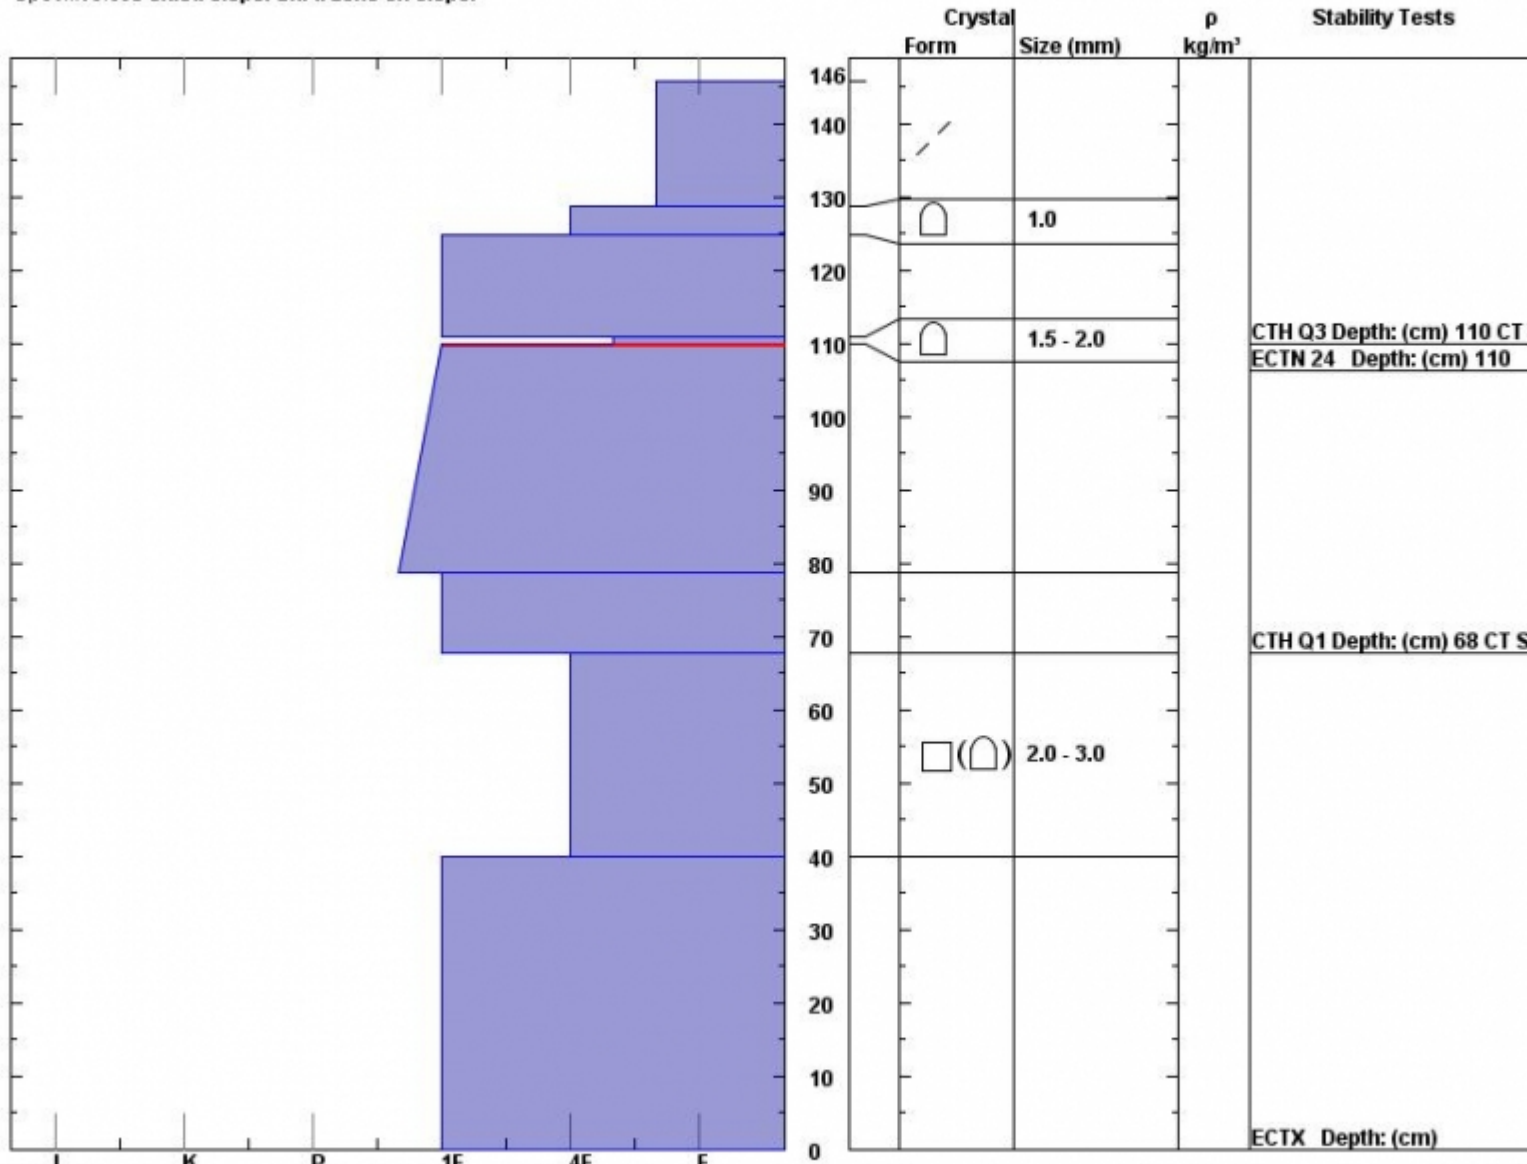 Crystal ρ Stability Tests
Form Size (mm) kg/m³
146
140
130
1.0
120
CTH Q3 Depth: (cm) 110 CT
1.5 - 2.0
110
ECTN 24 Depth: (cm) 110
100
90
80
70
CTH Q1 Depth: (cm) 68 CT S
60
2.0 - 3.0
50
40
30
20
10
ECTX Depth: (cm)
0
I K P 1F 4F F